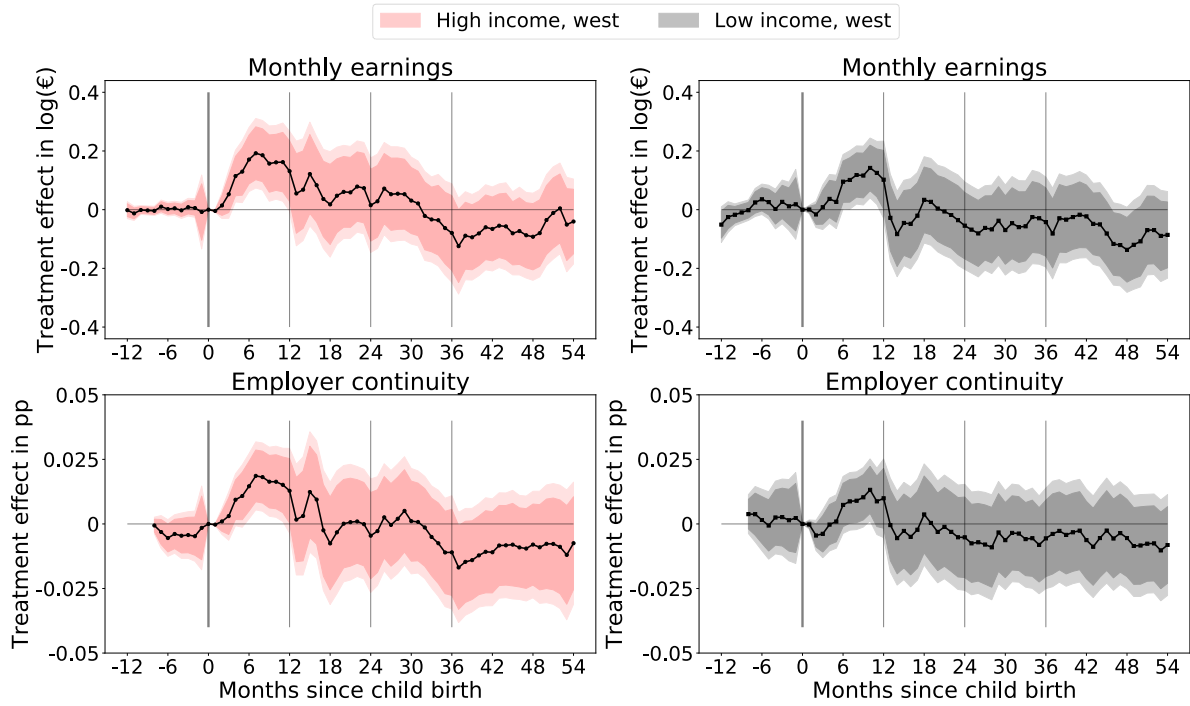 High income, west
Low income, west
Monthly earnings
Treatment effect in log(€)
0.4
0.2
0
-0.2
-0.4
-12 -6 0 6 12 18 24 30 36 42 48 54
Monthly earnings
Treatment effect in log(€)
0.4
0.2
0
-0.2
-0.4
-12 -6 0 6 12 18 24 30 36 42 48 54
Employer continuity
Treatment effect in pp
0.05
0.025
0
-0.025
-0.05
-12 -6 0 6 12 18 24 30 36 42 48 54
Months since child birth
Employer continuity
Treatment effect in pp
0.05
0.025
0
-0.025
-0.05
-12 -6 0 6 12 18 24 30 36 42 48 54
Months since child birth